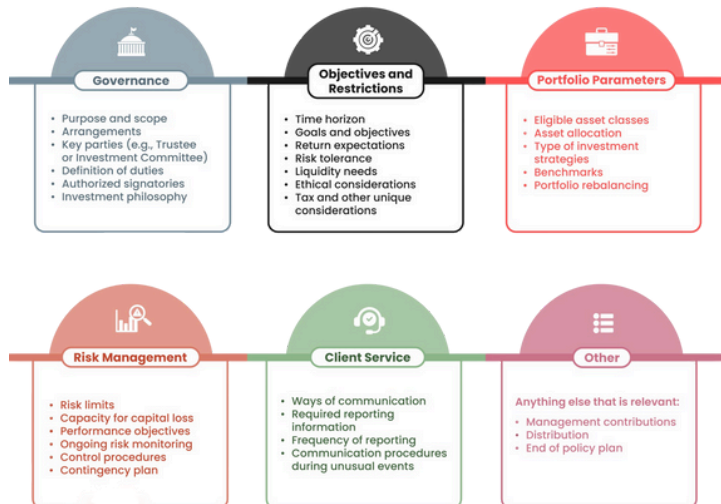 Governance
• Purpose and scope
• Arrangements
• Key parties (e.g., Trustee
or Investment Committee)
• Definition of duties
• Authorized signatories
• Investment philosophy
Objectives and
Restrictions
• Time horizon
• Goals and objectives
• Return expectations
• Risk tolerance
• Liquidity needs
• Ethical considerations
• Tax and other unique
considerations
Portfolio Parameters
• Eligible asset classes
• Asset allocation
• Type of investment
strategies
• Benchmarks
• Portfolio rebalancing
Risk Management
• Risk limits
• Capacity for capital loss
• Performance objectives
• Ongoing risk monitoring
• Control procedures
• Contingency plan
Client Service
• Ways of communication
• Required reporting
information
• Frequency of reporting
• Communication procedures
during unusual events
Other
Anything else that is relevant:
• Management contributions
• Distribution
• End of policy plan